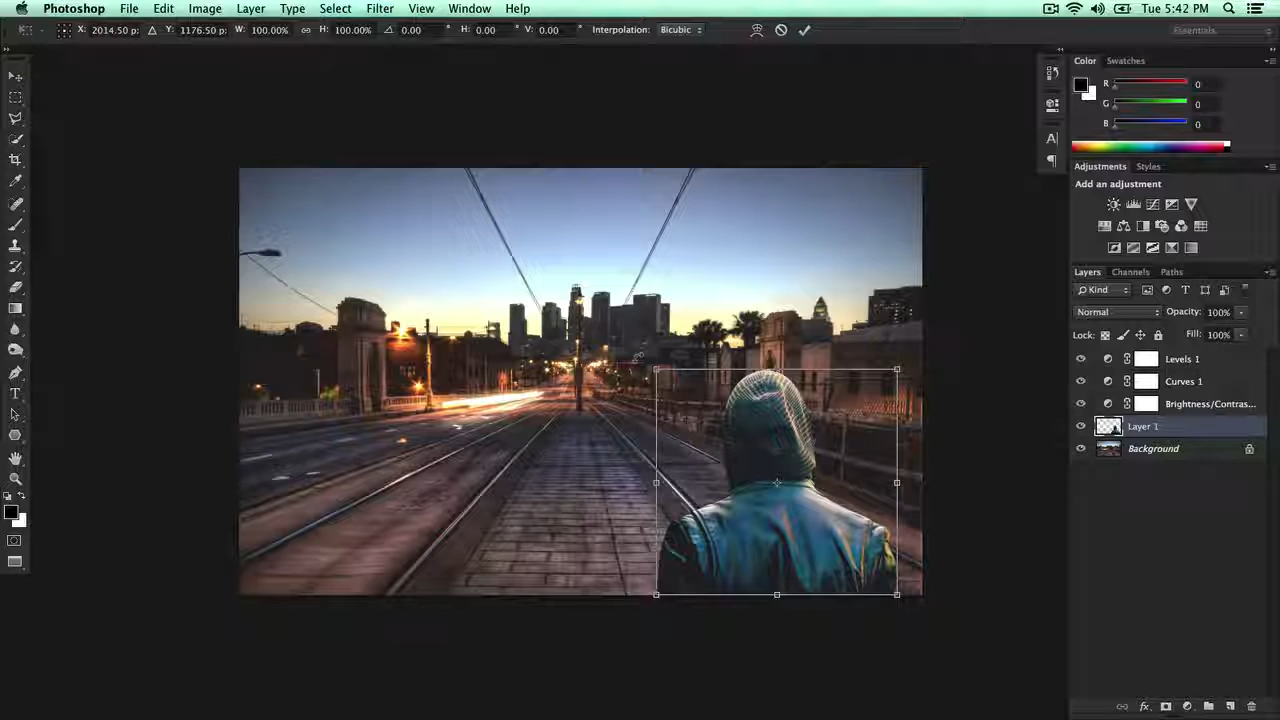 Photoshop File Edit Image Layer Type Select Filter View Window Help Tue 5:42 PM
X: 2014.50 p: Y: 1176.50 p: W: 100.00% H: 100.00% 0.00 ° H: 0.00 ° V: 0.00 ° Interpolation: Bicubic Essentials
Color Swatches
R 0
G 0
B 0
Adjustments Styles
Add an adjustment
Layers Channels Paths
Kind
Normal Opacity: 100%
Lock: Fill: 100%
Levels 1
Curves 1
Brightness/Contras...
Layer 1
Background